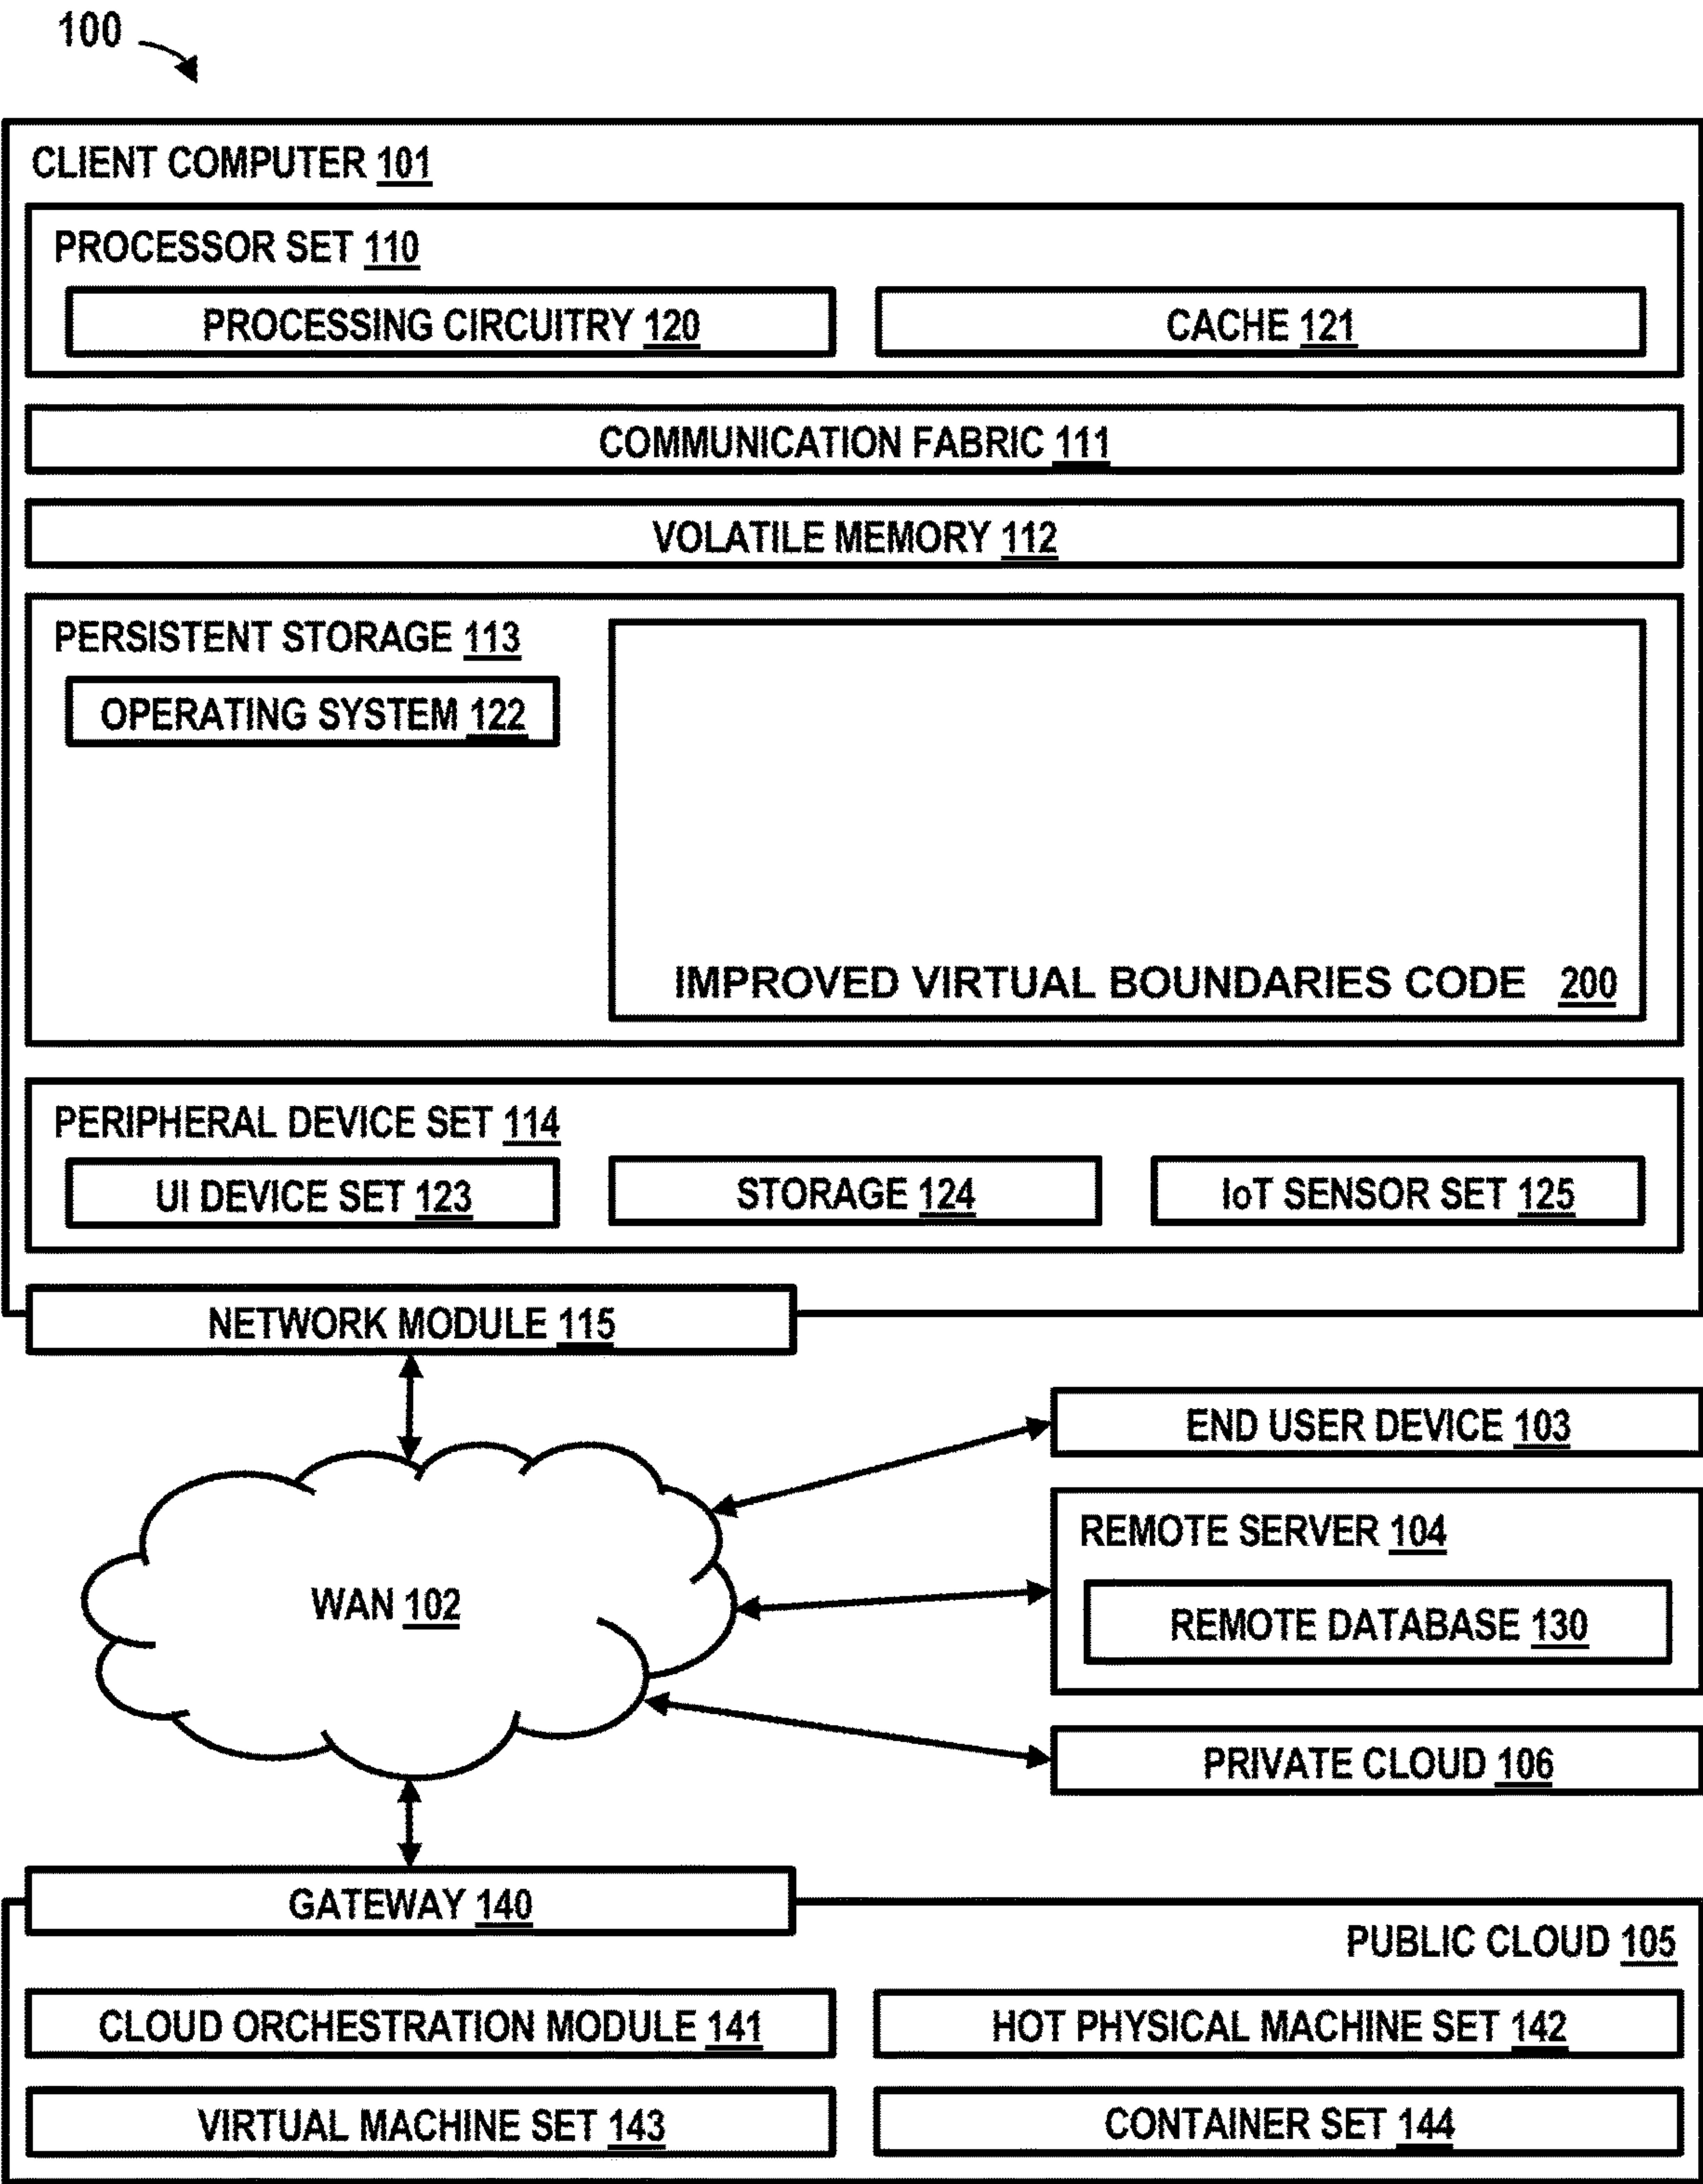 100
CLIENT COMPUTER 101
PROCESSOR SET 110
PROCESSING CIRCUITRY 120
CACHE 121
COMMUNICATION FABRIC 111
VOLATILE MEMORY 112
PERSISTENT STORAGE 113
OPERATING SYSTEM 122
IMPROVED VIRTUAL BOUNDARIES CODE 200
PERIPHERAL DEVICE SET 114
UI DEVICE SET 123
STORAGE 124
IoT SENSOR SET 125
NETWORK MODULE 115
END USER DEVICE 103
REMOTE SERVER 104
WAN 102
REMOTE DATABASE 130
PRIVATE CLOUD 106
GATEWAY 140
PUBLIC CLOUD 105
CLOUD ORCHESTRATION MODULE 141
HOT PHYSICAL MACHINE SET 142
VIRTUAL MACHINE SET 143
CONTAINER SET 144